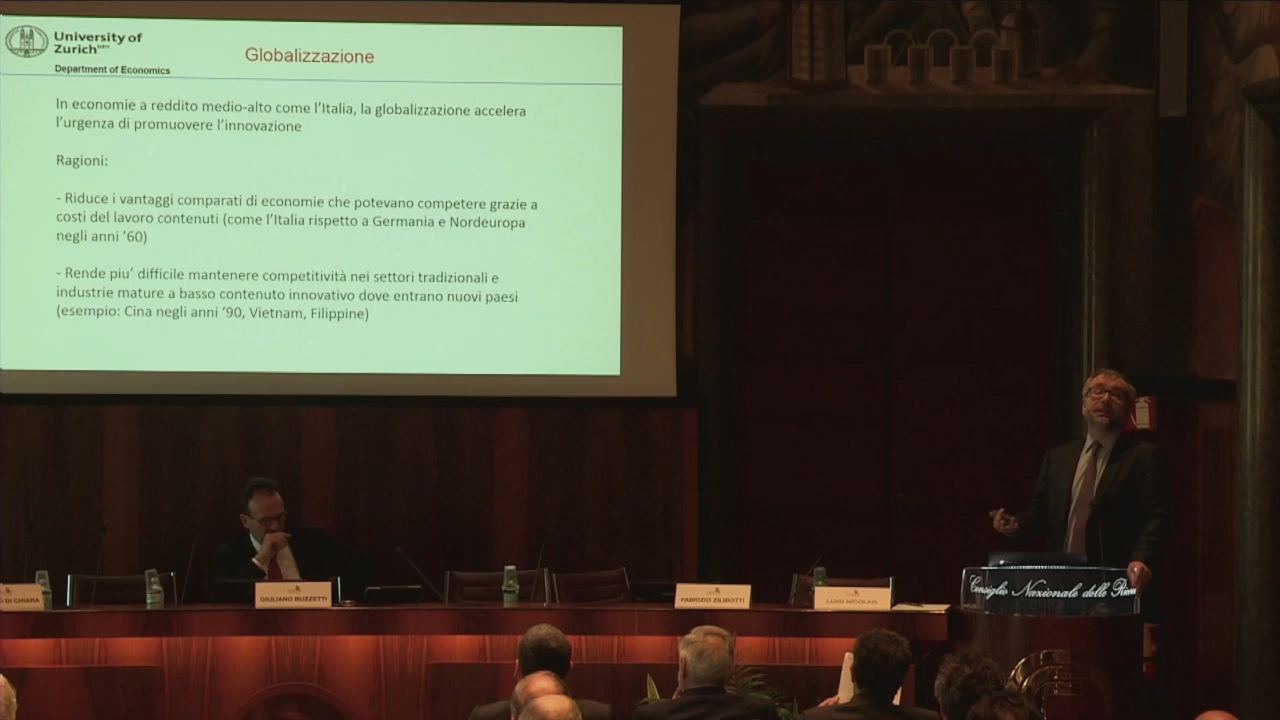 University of
Zurich
Department of Economics
Globalizzazione
In economie a reddito medio-alto come l'Italia, la globalizzazione accelera
l'urgenza di promuovere l'innovazione
Ragioni:
- Riduce i vantaggi comparati di economie che potevano competere grazie a
costi del lavoro contenuti (come l'Italia rispetto a Germania e Nordeuropa
negli anni '60)
- Rende piu' difficile mantenere competitività nei settori tradizionali e
industrie mature a basso contenuto innovativo dove entrano nuovi paesi
(esempio: Cina negli anni '90, Vietnam, Filippine)
DI CHIARA
GIULIANO BUZZETTI
FABRIZIO ZILIBOTTI
LUIGI NICOLAIS
Consiglio Nazionale delle